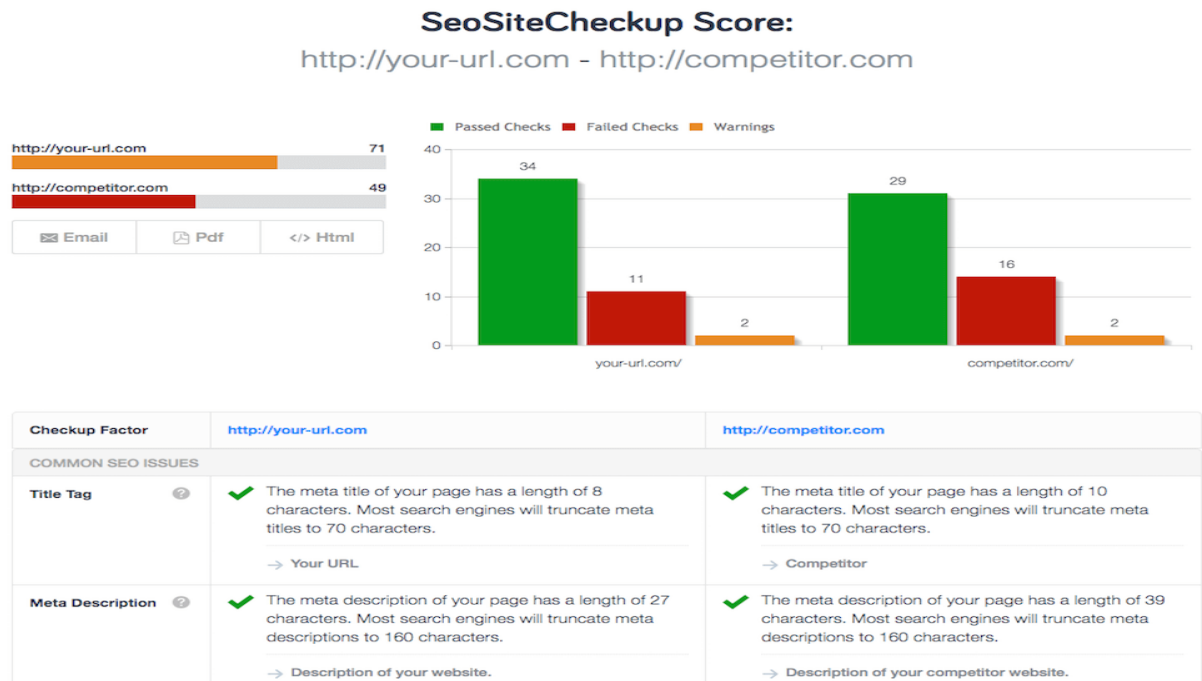 SeoSiteCheckup Score:
http://your-url.com - http://competitor.com
http://your-url.com 71
http://competitor.com 49
Email Pdf </> Html
Passed Checks Failed Checks Warnings
40
30
20
10
0
34
11
2
29
16
2
your-url.com/ competitor.com/
Checkup Factor http://your-url.com http://competitor.com
COMMON SEO ISSUES
Title Tag ?
The meta title of your page has a length of 8
characters. Most search engines will truncate meta
titles to 70 characters.
→ Your URL
The meta title of your page has a length of 10
characters. Most search engines will truncate meta
titles to 70 characters.
→ Competitor
Meta Description ?
The meta description of your page has a length of 27
characters. Most search engines will truncate meta
descriptions to 160 characters.
→ Description of your website.
The meta description of your page has a length of 39
characters. Most search engines will truncate meta
descriptions to 160 characters.
→ Description of your competitor website.